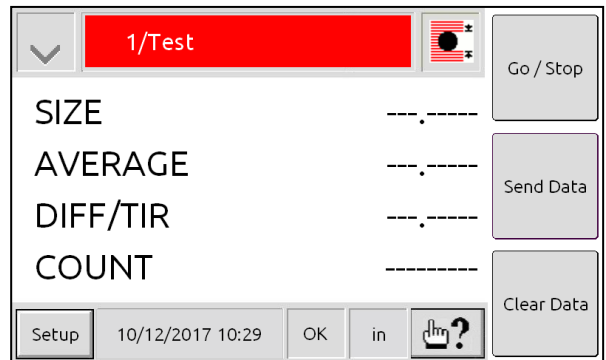 1/Test
Go / Stop
SIZE ---.-----
AVERAGE ---.-----
Send Data
DIFF/TIR ---.-----
COUNT ---------
Clear Data
Setup 10/12/2017 10:29 OK in ?